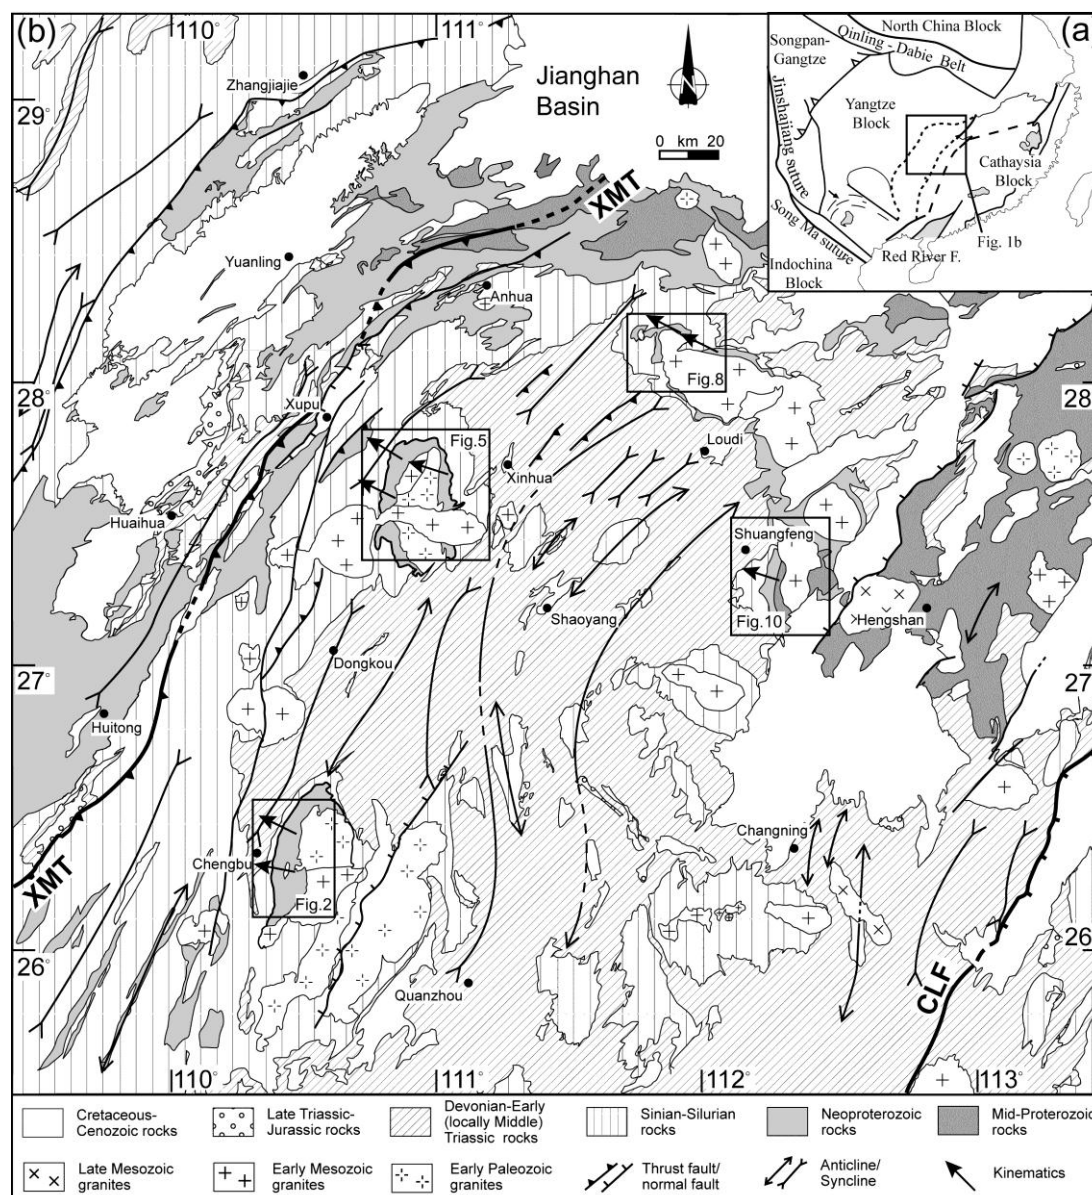 (b)
110°
111°
(a)
North China Block
Songpan-
Gangtze
Qinling - Dabie Belt
Jinshajiang suture
Yangtze
Block
Cathaysia
Block
Song Ma suture
Red River F.
Indochina
Block
Fig. 1b
Zhangjiajie
29°
Jianghan
Basin
0 km 20
XMT
Yuanling
Anhua
28°
28
Fig.8
Xupu
Fig.5
Loudi
Xinhua
Huaihua
Shuangfeng
Fig.10
Shaoyang
Hengshan
27°
27
Dongkou
Huitong
Changning
Chengbu
Fig.2
XMT
26°
26
CLF
Quanzhou
110°
111°
112°
113°
Cretaceous-
Cenozoic rocks
Late Triassic-
Jurassic rocks
Devonian-Early
(locally Middle)
Triassic rocks
Sinian-Silurian
rocks
Neoproterozoic
rocks
Mid-Proterozoic
rocks
Late Mesozoic
granites
Early Mesozoic
granites
Early Paleozoic
granites
Thrust fault/
normal fault
Anticline/
Syncline
Kinematics